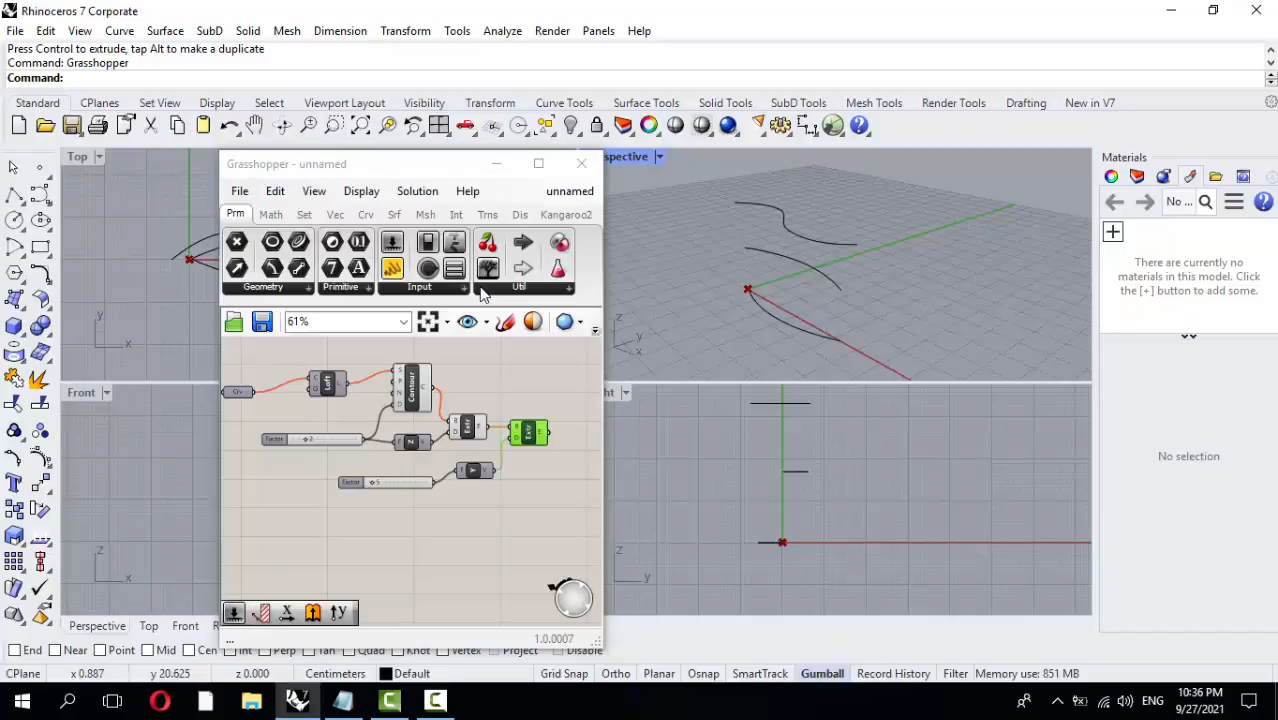 Rhinoceros 7 Corporate
File Edit View Curve Surface SubD Solid Mesh Dimension Transform Tools Analyze Render Panels Help
Press Control to extrude, tap Alt to make a duplicate
Command: Grasshopper
Command:
Standard CPlanes Set View Display Select Viewport Layout Visibility Transform Curve Tools Surface Tools Solid Tools SubD Tools Mesh Tools Render Tools Drafting New in V7
Top
Grasshopper - unnamed
spective
Materials
File Edit View Display Solution Help unnamed
No ...
Prm Math Set Vec Crv Srf Msh Int Trns Dis Kangaroo2
Geometry Primitive Input Util
There are currently no
materials in this model. Click
the [+] button to add some.
61%
Crv Loft Contour
Factor 2 Extr Extr
Factor 5
Front
ht
No selection
z x y
1.0.0007
Perspective Top Front
End Near Point Mid Cen Int Perp Tan Quad Knot Vertex Project Disable
CPlane x 0.887 y 20.625 z 0.000 Centimeters Default Grid Snap Ortho Planar Osnap SmartTrack Gumball Record History Filter Memory use: 851 MB
ENG
10:36 PM
9/27/2021